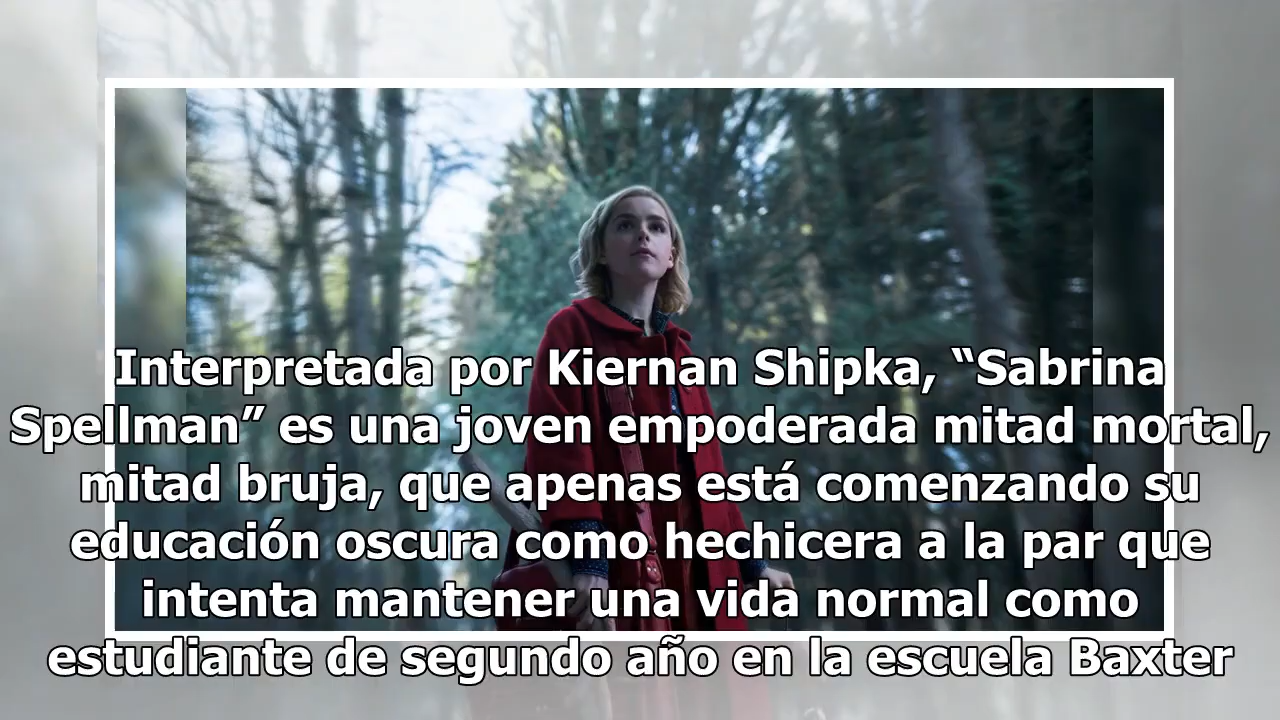 Interpretada por Kiernan Shipka, “Sabrina
Spellman” es una joven empoderada mitad mortal,
mitad bruja, que apenas está comenzando su
educación oscura como hechicera a la par que
intenta mantener una vida normal como
estudiante de segundo año en la escuela Baxter